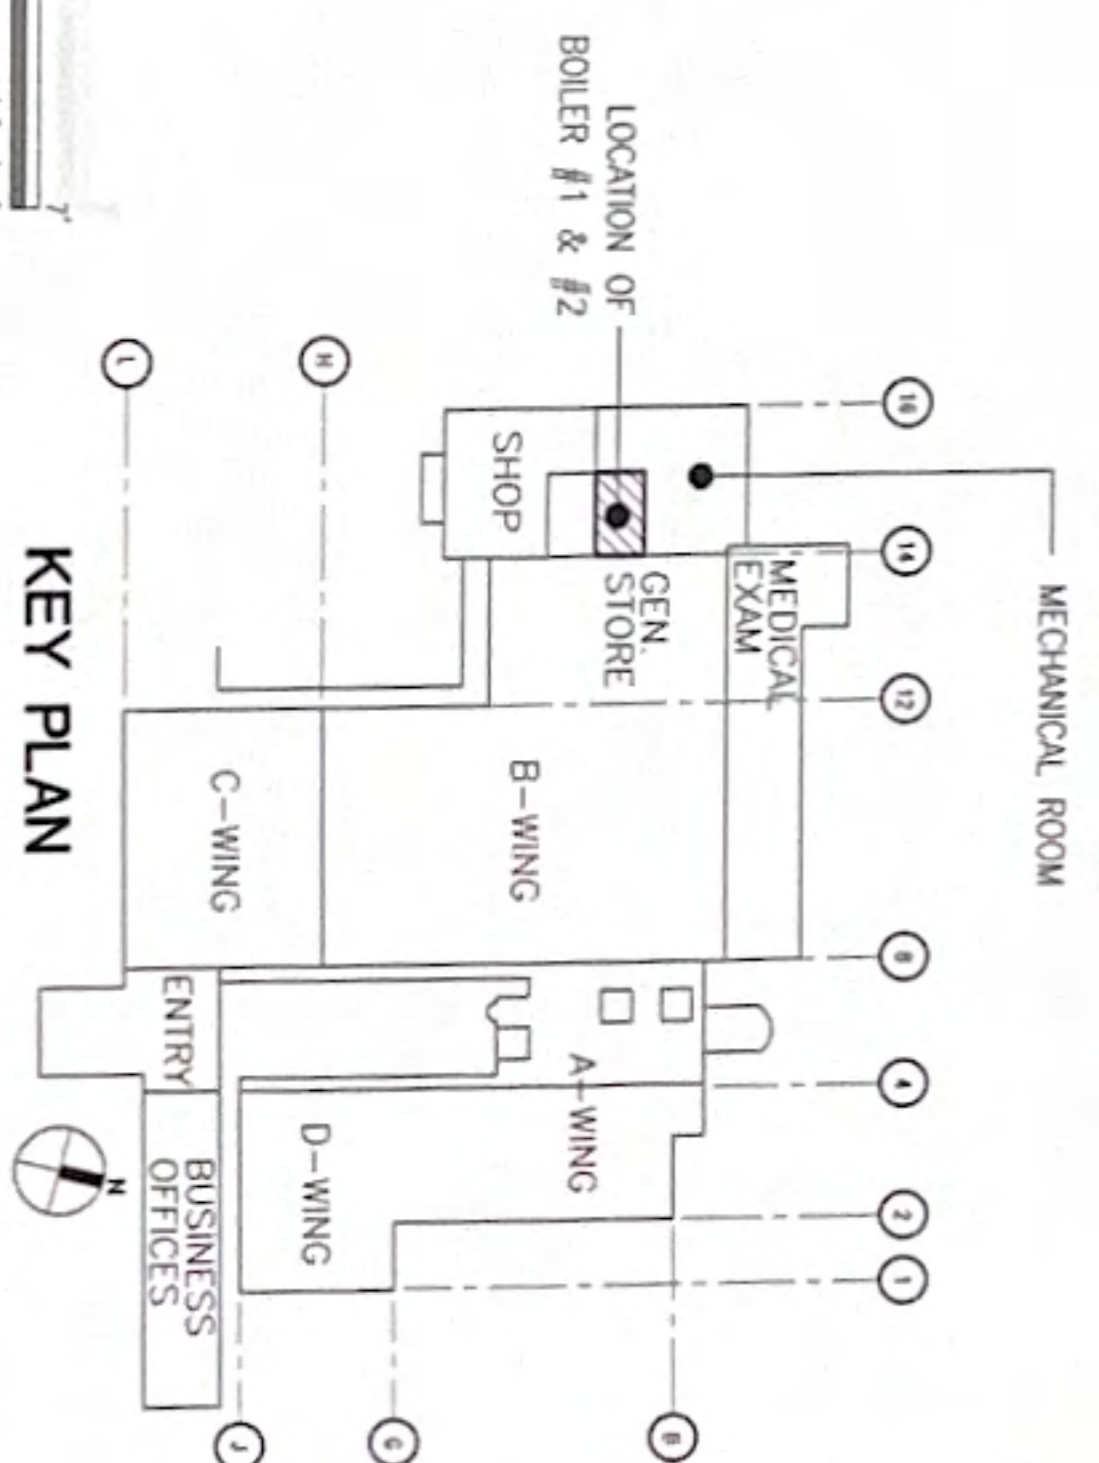 MECHANICAL ROOM
16
14
12
8
4
2
1
MEDICAL
EXAM
LOCATION OF
BOILER #1 & #2
GEN.
STORE
SHOP
B-WING
A-WING
B
G
H
D-WING
J
C-WING
ENTRY
BUSINESS
OFFICES
L
N
KEY PLAN
7"